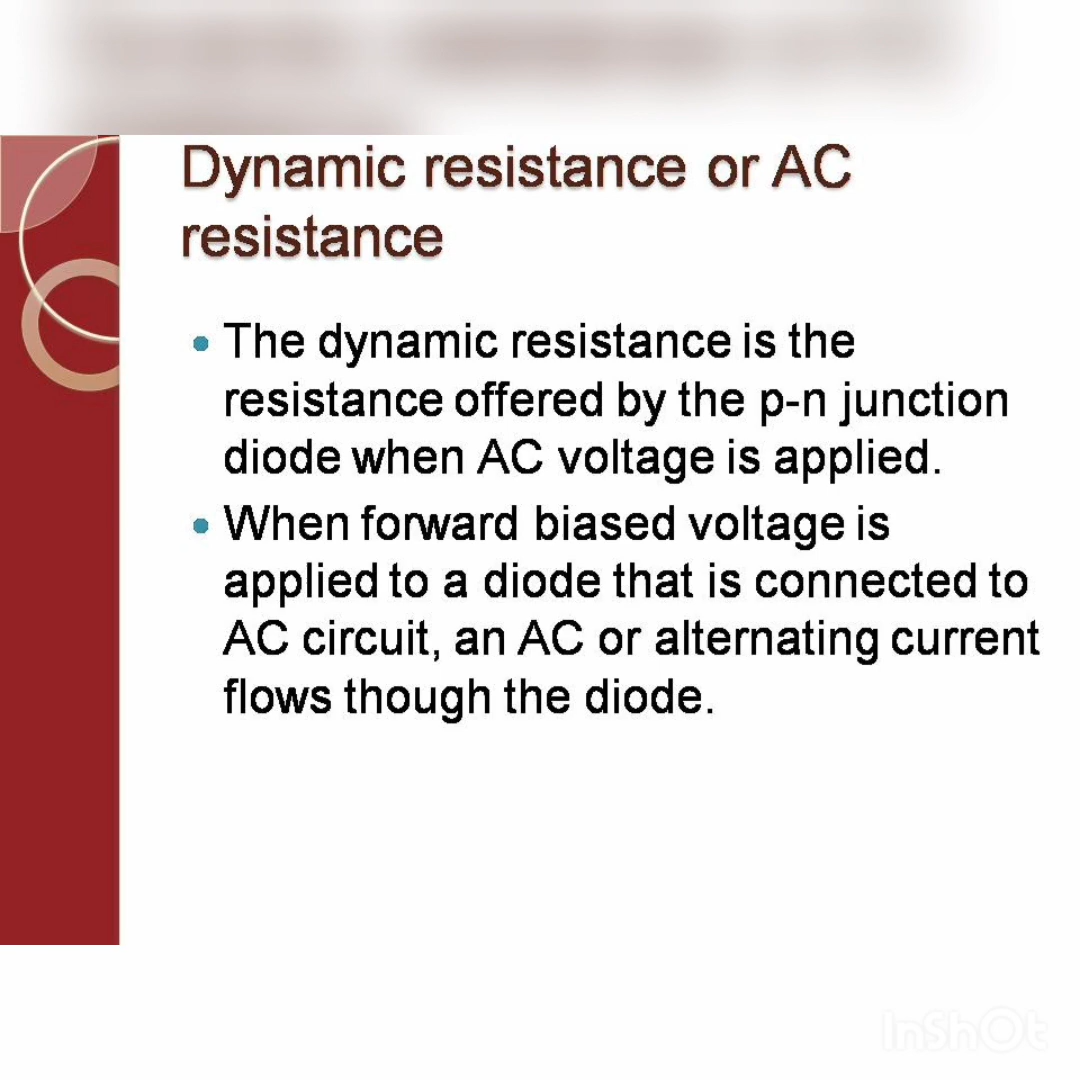 Dynamic resistance or AC
resistance
• The dynamic resistance is the
resistance offered by the p-n junction
diode when AC voltage is applied.
• When forward biased voltage is
applied to a diode that is connected to
AC circuit, an AC or alternating current
flows though the diode.
InShOt